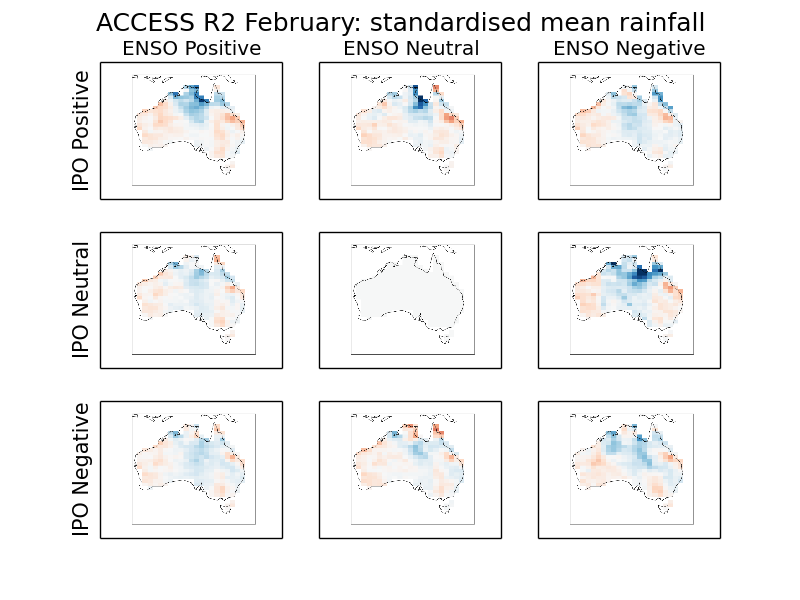 ACCESS R2 February: standardised mean rainfall
ENSO Positive
ENSO Neutral
ENSO Negative
IPO Positive
IPO Neutral
IPO Negative